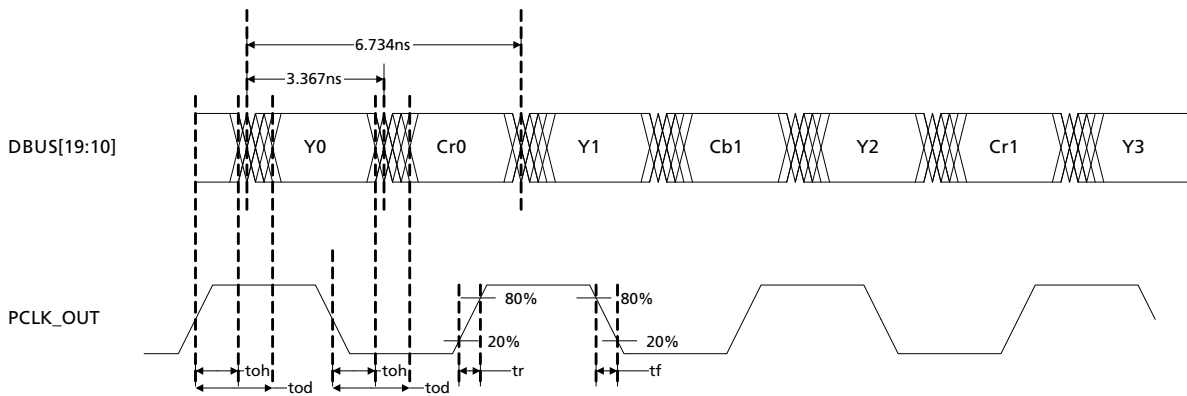 6.734ns
3.367ns
DBUS[19:10] Y0 Cr0 Y1 Cb1 Y2 Cr1 Y3
80% 80%
PCLK_OUT
20% 20%
toh toh tr tf
tod tod